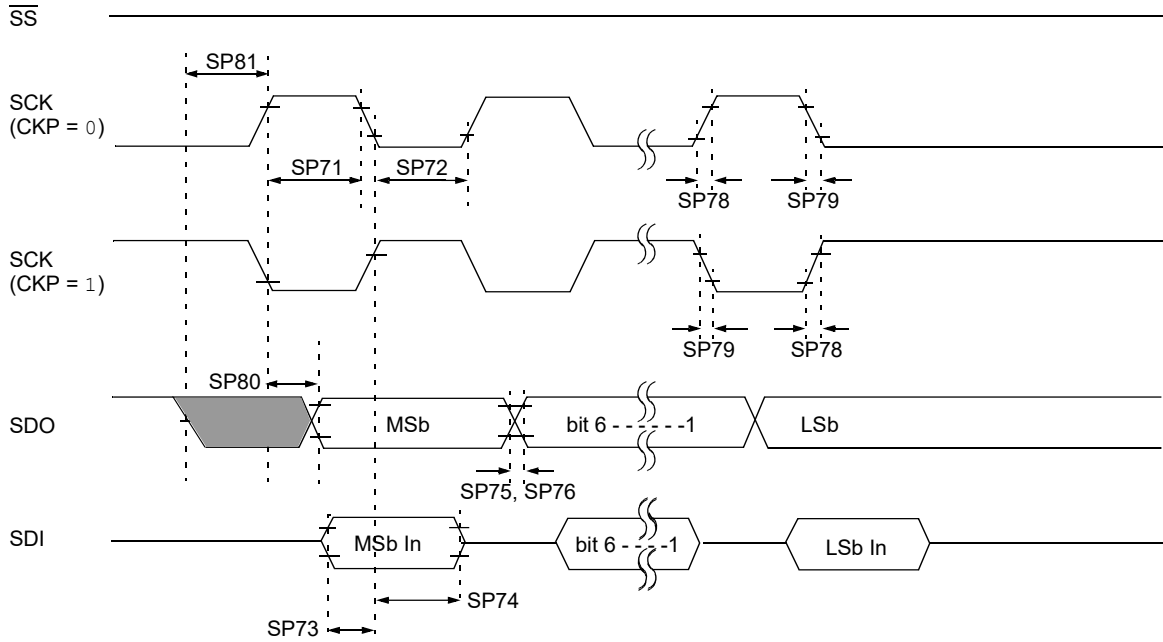 SS
SP81
SCK
(CKP = 0)
SP71
SP72
SP78
SP79
SCK
(CKP = 1)
SP79
SP78
SP80
SDO
MSb
bit 6 - - - - - -1
LSb
SP75, SP76
SDI
MSb In
bit 6 - - - - -1
LSb In
SP74
SP73